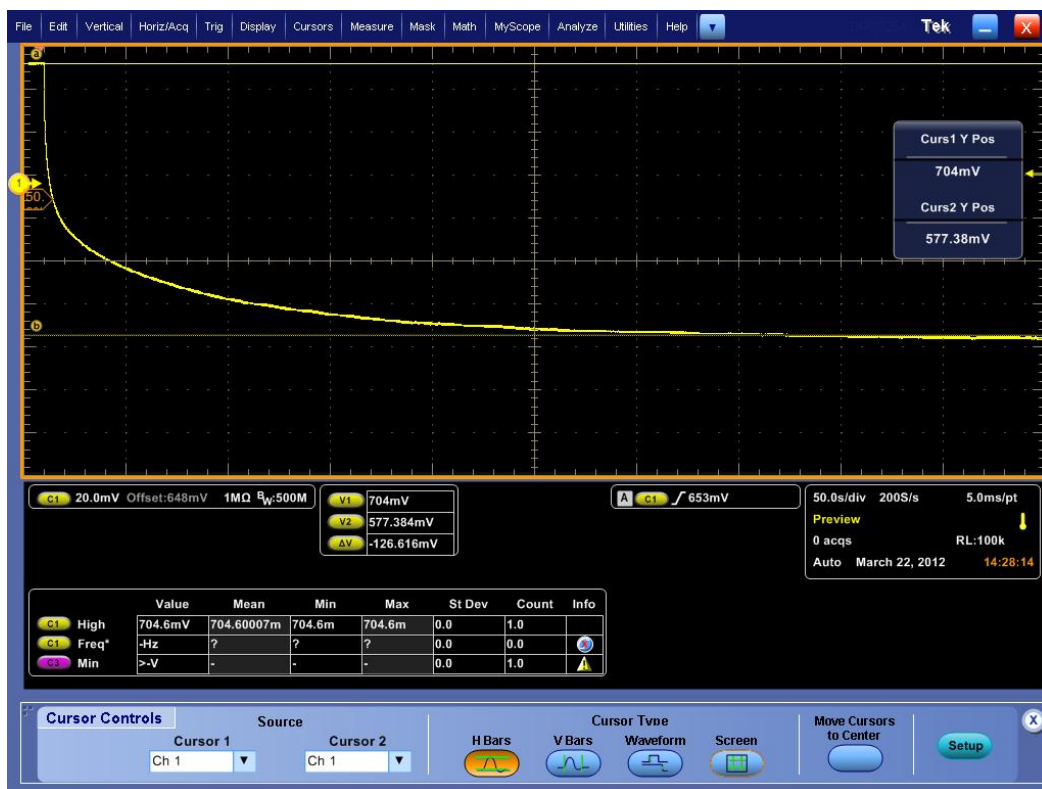 File Edit Vertical Horiz/Acq Trig Display Cursors Measure Mask Math MyScope Analyze Utilities Help Tek X
a
Curs1 Y Pos
704mV
1
50.
Curs2 Y Pos
577.38mV
b
C1 20.0mV Offset:648mV 1MΩ BW:500M
V1 704mV
V2 577.384mV
ΔV -126.616mV
A C1 653mV
50.0s/div 200S/s 5.0ms/pt
Preview
0 acqs RL:100k
Auto March 22, 2012 14:28:14
Value Mean Min Max St Dev Count Info
C1 High 704.6mV 704.60007m 704.6m 704.6m 0.0 1.0
C1 Freq* -Hz ? ? ? 0.0 0.0
C3 Min >-V - - - 0.0 1.0
Cursor Controls Source Cursor Type Move Cursors X
Cursor 1 Cursor 2 H Bars V Bars Waveform Screen to Center
Ch 1 Ch 1 Setup